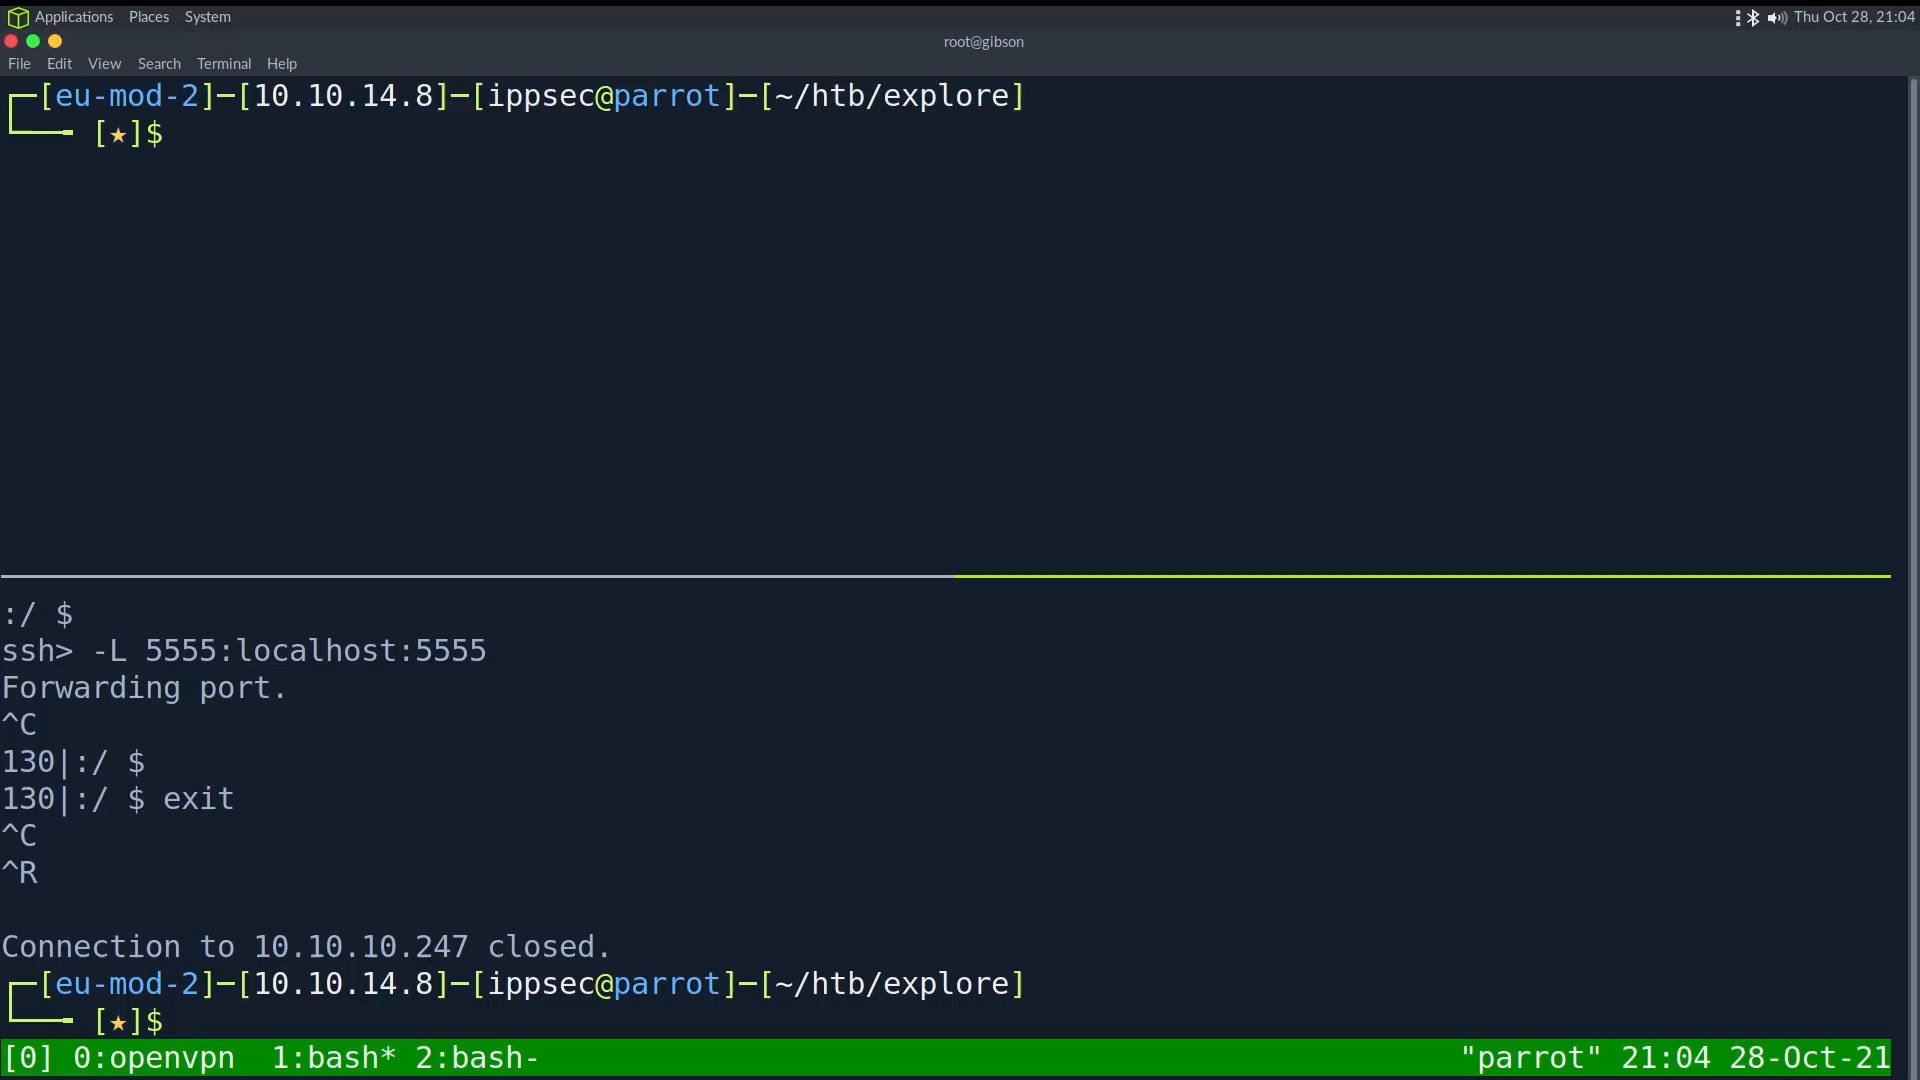 Applications Places System Thu Oct 28, 21:04
root@gibson
File Edit View Search Terminal Help
┌─[eu-mod-2]─[10.10.14.8]─[ippsec@parrot]─[~/htb/explore]
└──╼ [★]$
:/ $
ssh> -L 5555:localhost:5555
Forwarding port.
^C
130|:/ $
130|:/ $ exit
^C
^R
Connection to 10.10.10.247 closed.
┌─[eu-mod-2]─[10.10.14.8]─[ippsec@parrot]─[~/htb/explore]
└──╼ [★]$
[0] 0:openvpn  1:bash* 2:bash- "parrot" 21:04 28-Oct-21